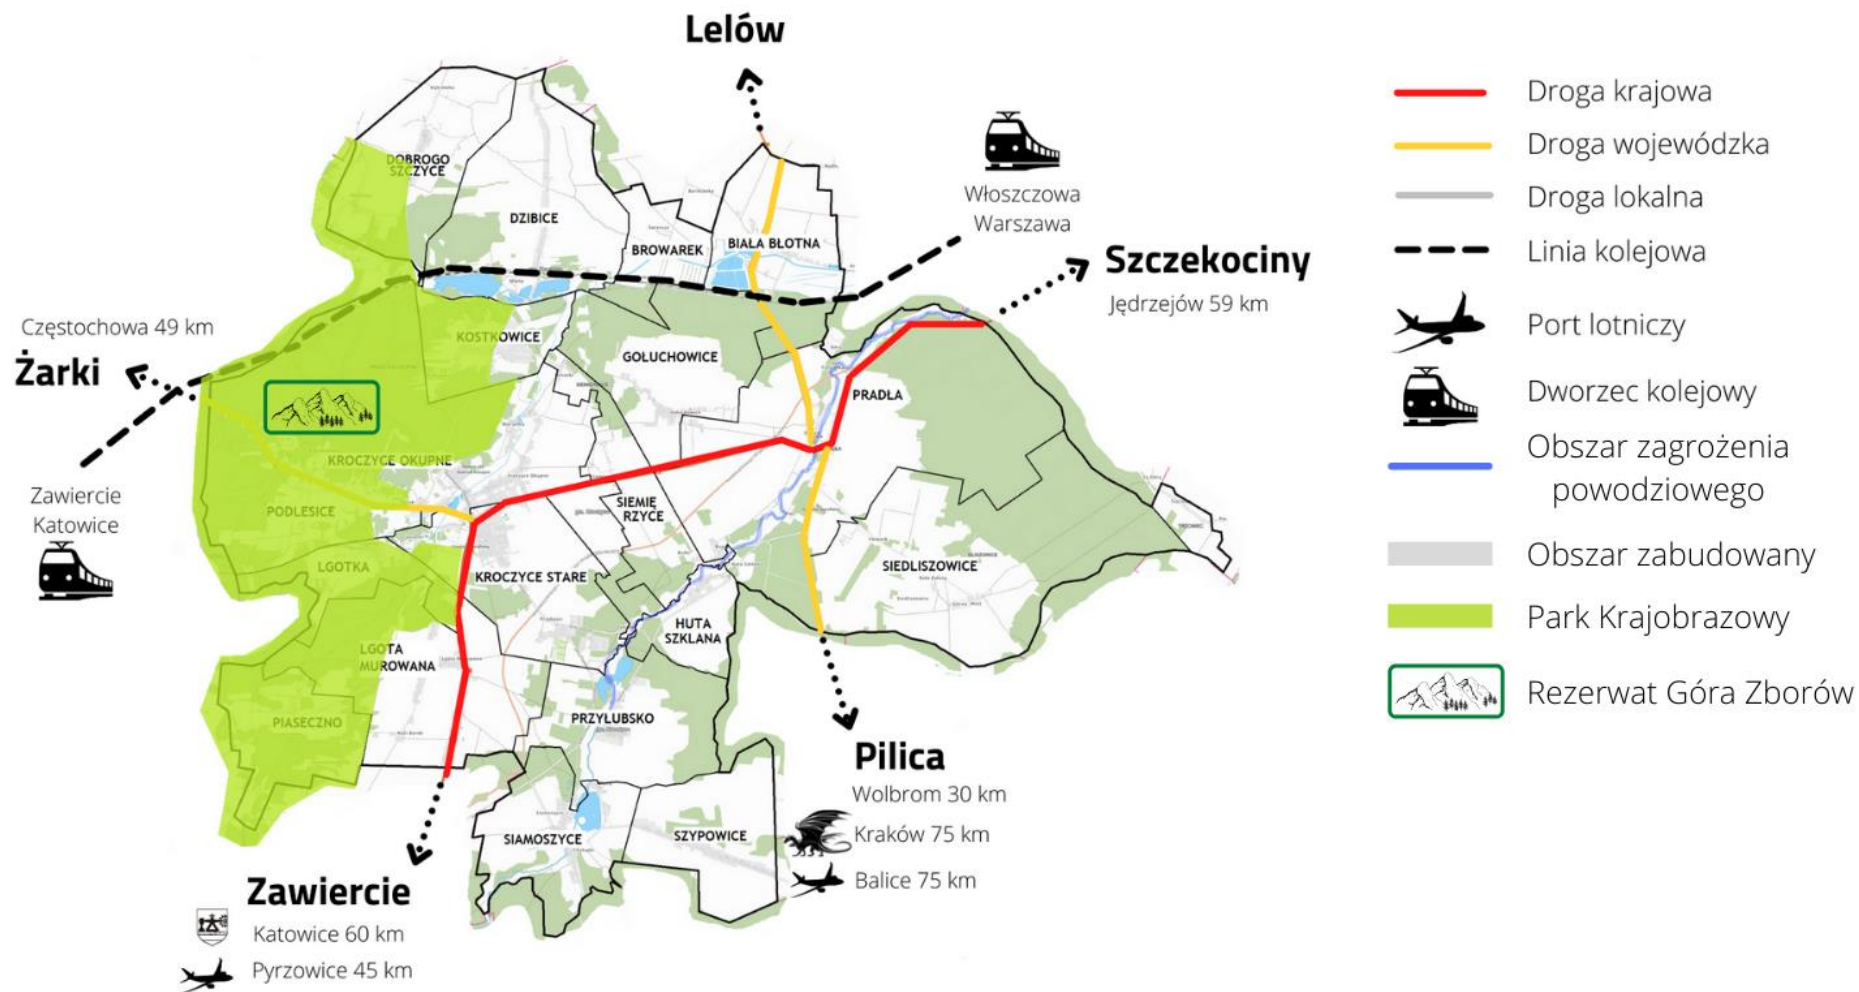 Lelów
Włoszczowa
Warszawa
Szczekociny
Jędrzejów 59 km
Częstochowa 49 km
Żarki
Zawiercie
Katowice
DOBROGO
SZCZYCE
DZIBICE
BROWAREK
BIAŁA BŁOTNA
KOSTKOWICE
GOŁUCHOWICE
PRADŁA
KROCZYCE OKUPNE
PODLESICE
SIEMIĘ
RZYCE
LGOTKA
KROCZYCE STARE
SIEDLISZOWICE
HUTA
SZKLANA
LGOTA
MUROWANA
PIASECZNO
PRZYŁUBSKO
SIAMOSZYCE
SZYPOWICE
Pilica
Wolbrom 30 km
Kraków 75 km
Balice 75 km
Zawiercie
Katowice 60 km
Pyrzowice 45 km
Droga krajowa
Droga wojewódzka
Droga lokalna
Linia kolejowa
Port lotniczy
Dworzec kolejowy
Obszar zagrożenia
powodziowego
Obszar zabudowany
Park Krajobrazowy
Rezerwat Góra Zborów